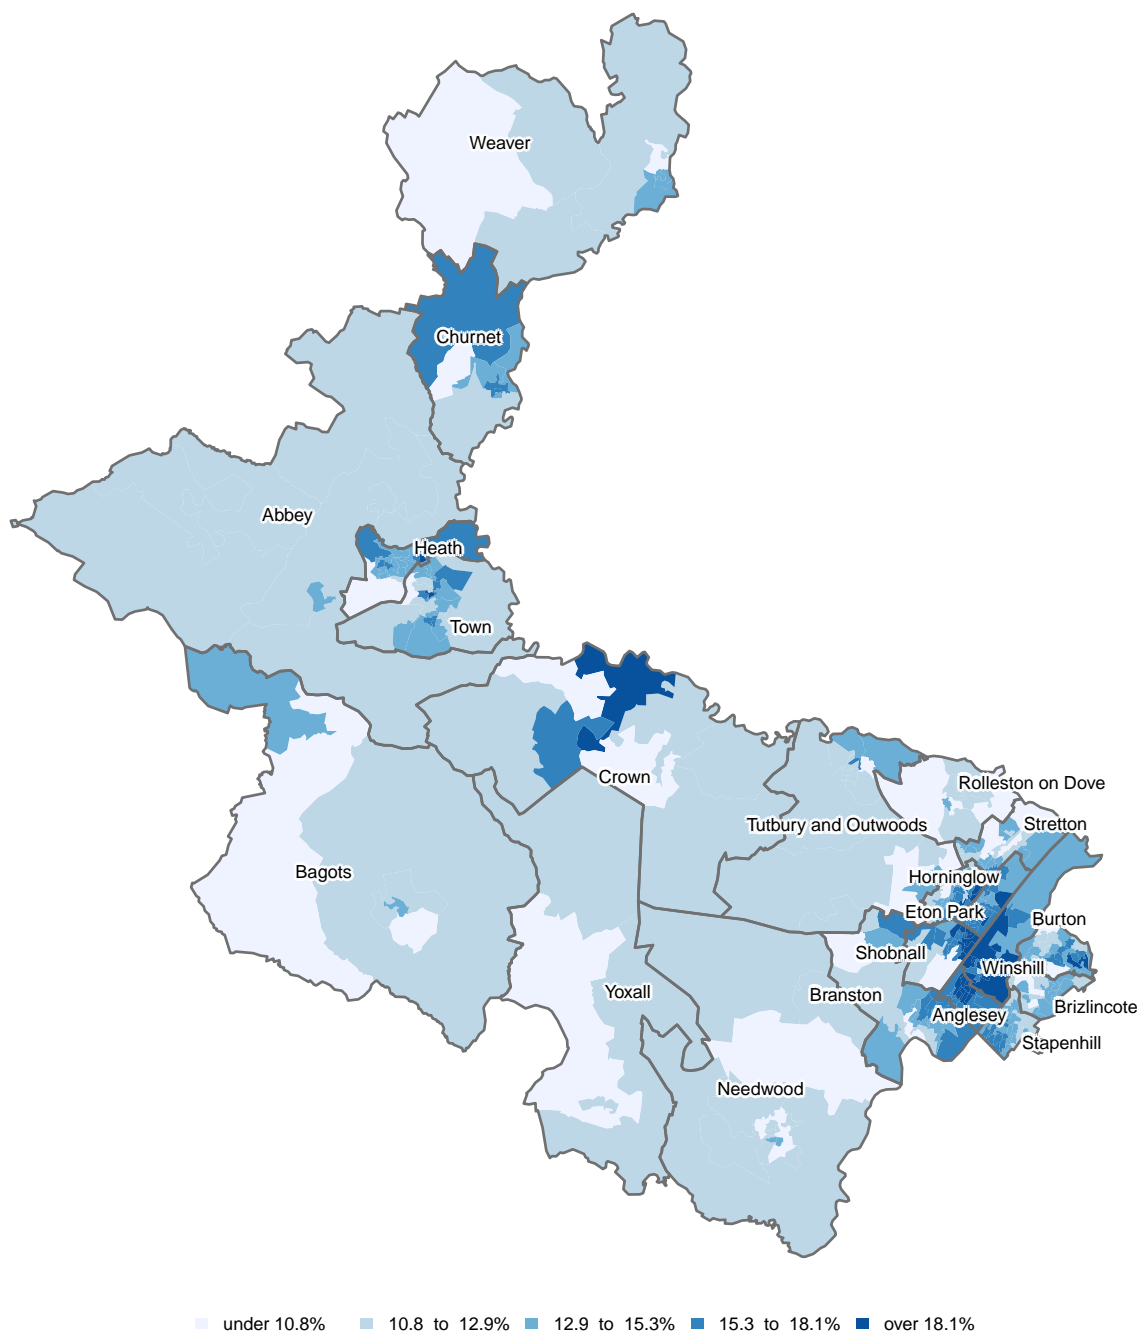 Weaver
Churnet
Abbey
Heath
Town
Crown
Rolleston on Dove
Tutbury and Outwoods
Stretton
Bagots
Horninglow
Eton Park
Burton
Shobnall
Winshill
Yoxall
Branston
Brizlincote
Anglesey
Stapenhill
Needwood
under 10.8% 10.8 to 12.9% 12.9 to 15.3% 15.3 to 18.1% over 18.1%